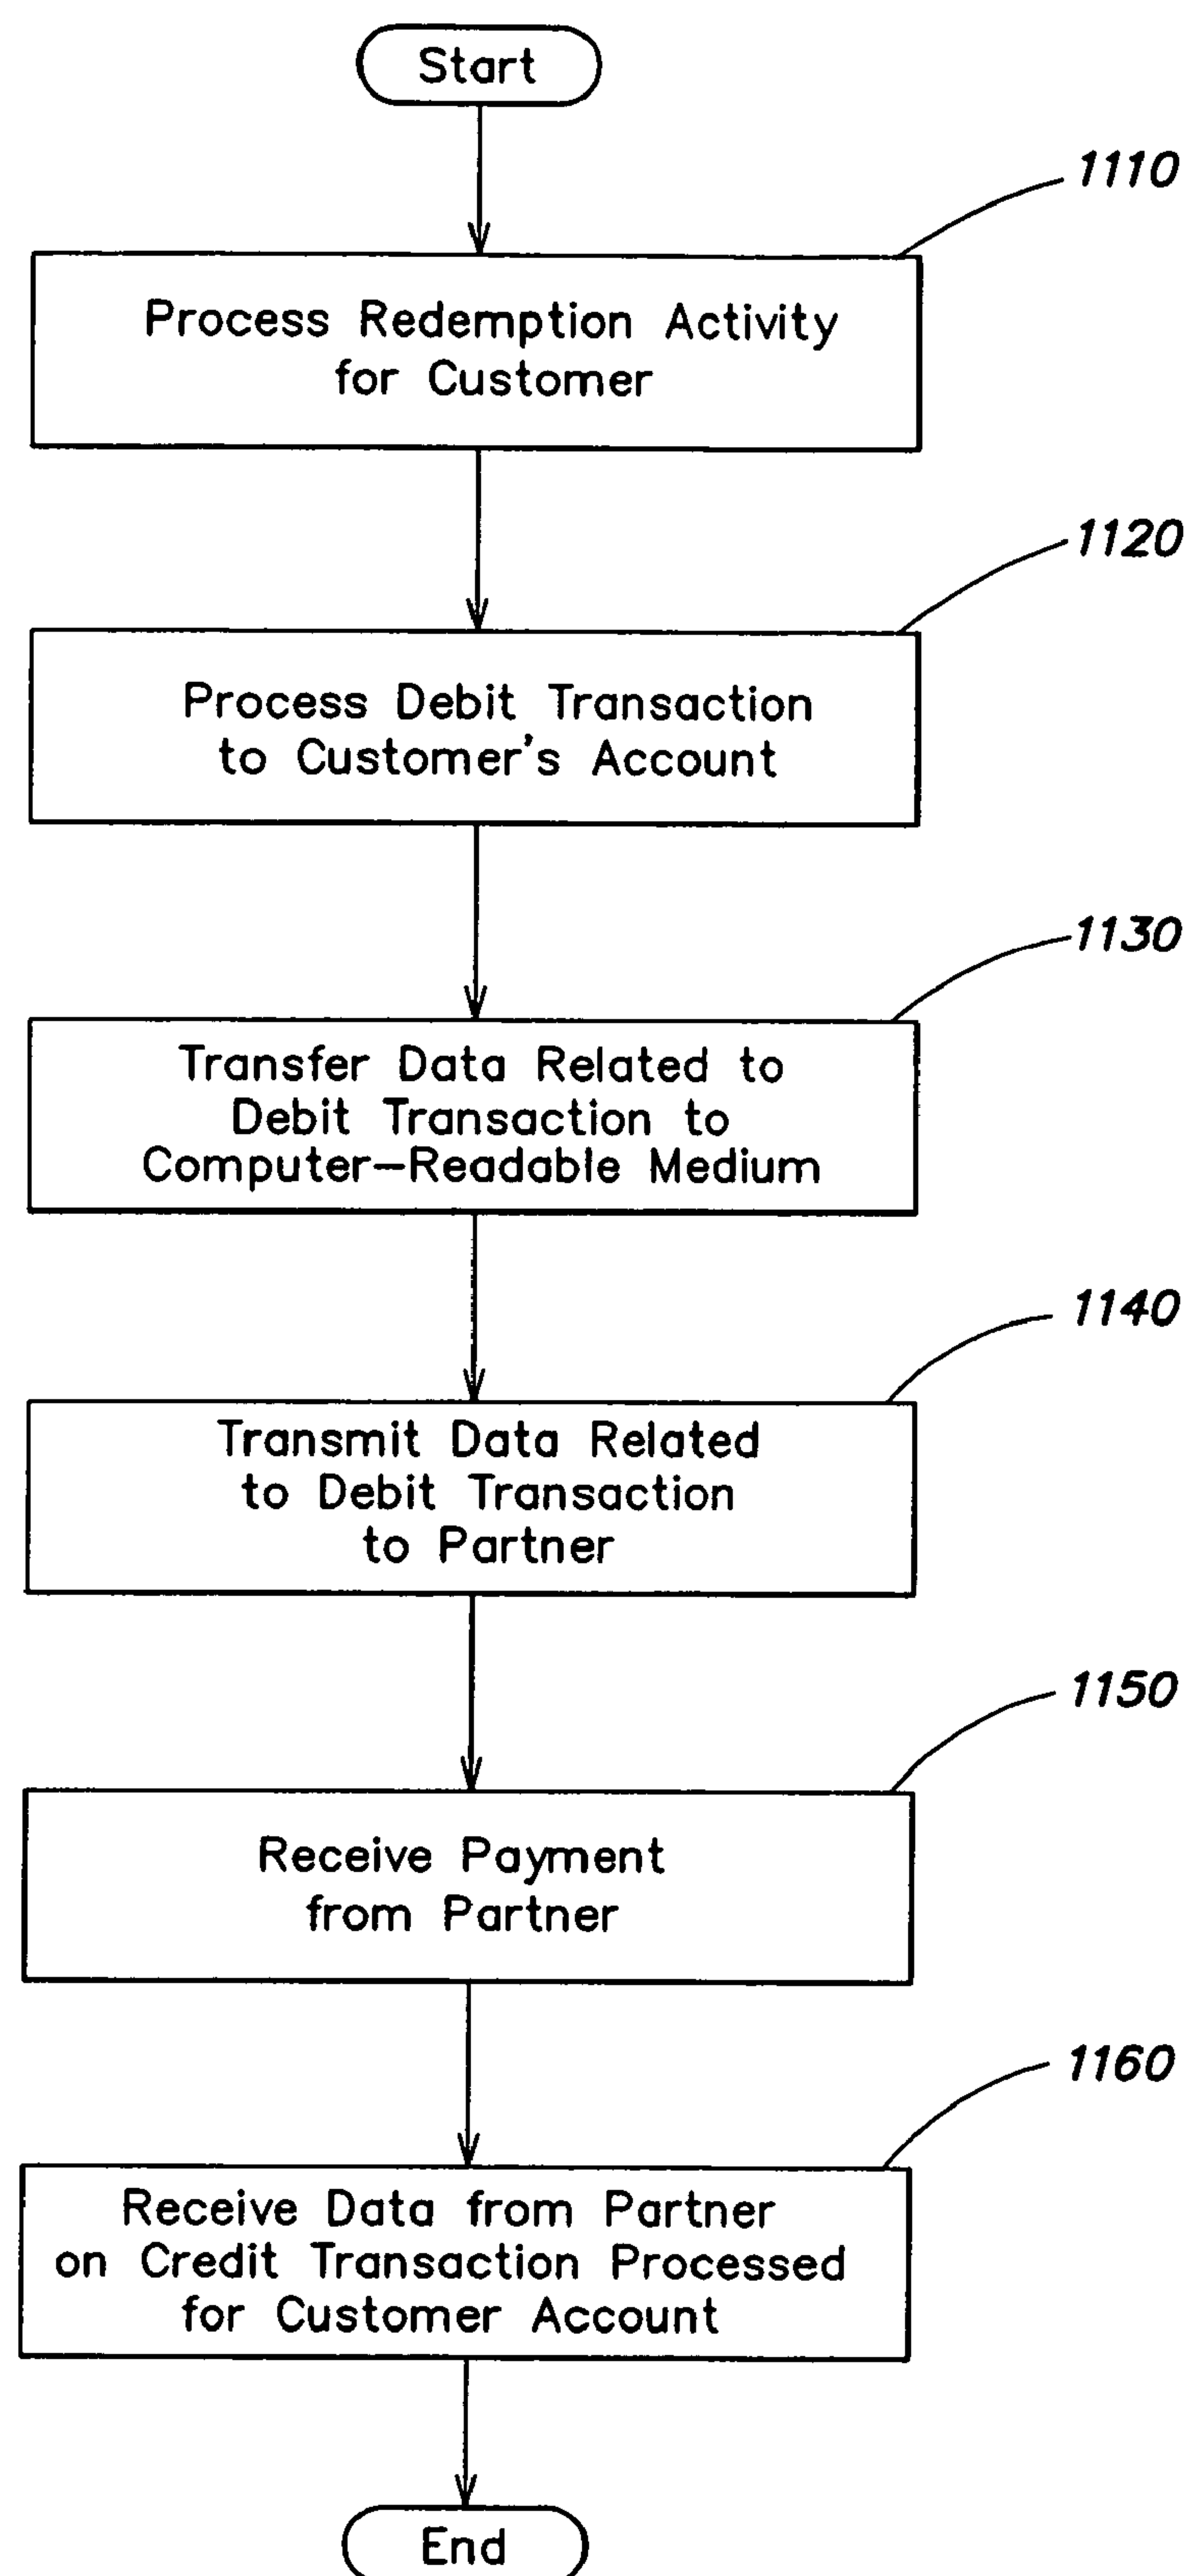 Start
1110
Process Redemption Activity
for Customer
1120
Process Debit Transaction
to Customer's Account
1130
Transfer Data Related to
Debit Transaction to
Computer–Readable Medium
1140
Transmit Data Related
to Debit Transaction
to Partner
1150
Receive Payment
from Partner
1160
Receive Data from Partner
on Credit Transaction Processed
for Customer Account
End